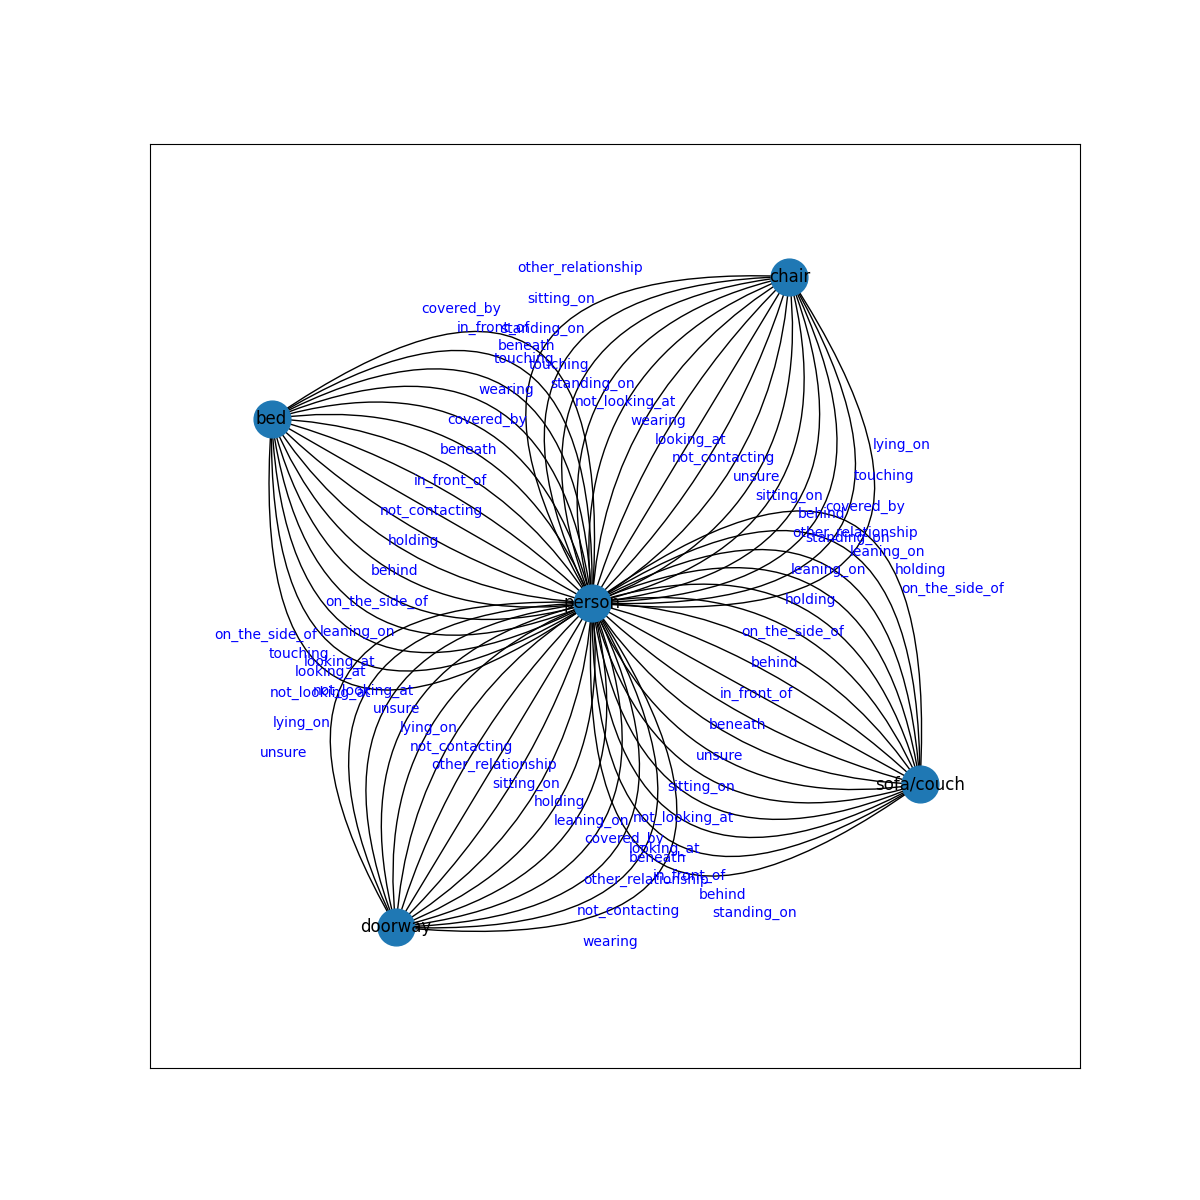 other_relationship
chair
sitting_on
covered_by
in_front_of
standing_on
beneath
touching
touching
standing_on
wearing
not_looking_at
bed
covered_by
wearing
looking_at
lying_on
beneath
not_contacting
unsure
touching
in_front_of
sitting_on
covered_by
not_contacting
behind
other_relationship
standing_on
holding
leaning_on
behind
leaning_on
holding
on_the_side_of
on_the_side_of
person
holding
leaning_on
on_the_side_of
on_the_side_of
touching
looking_at
behind
looking_at
not_looking_at
not_looking_at
in_front_of
unsure
lying_on
lying_on
beneath
not_contacting
unsure
unsure
other_relationship
sitting_on
sofa/couch
sitting_on
holding
leaning_on
not_looking_at
covered_by
looking_at
beneath
in_front_of
other_relationship
behind
not_contacting
standing_on
doorway
wearing